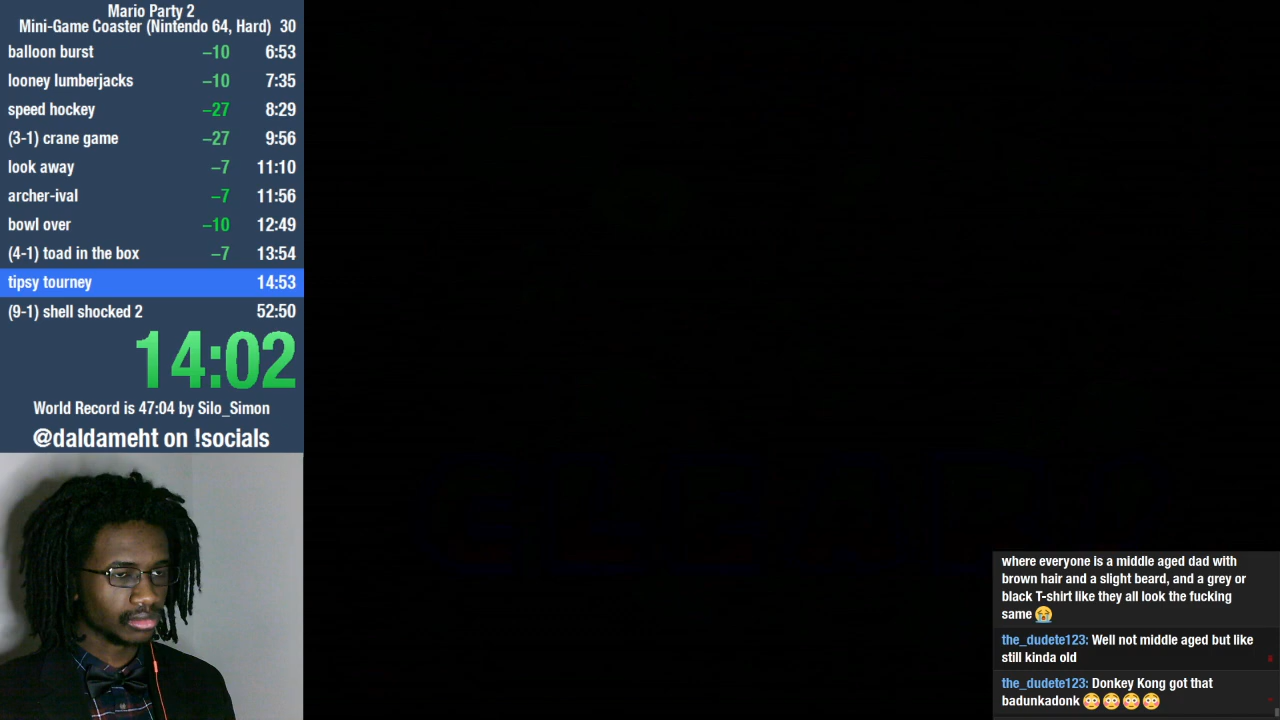 Mario Party 2
Mini-Game Coaster (Nintendo 64, Hard) 30
balloon burst −10 6:53
looney lumberjacks −10 7:35
speed hockey −27 8:29
(3-1) crane game −27 9:56
look away −7 11:10
archer-ival −7 11:56
bowl over −10 12:49
(4-1) toad in the box −7 13:54
tipsy tourney 14:53
(9-1) shell shocked 2 52:50
14:02
World Record is 47:04 by Silo_Simon
@daldameht on !socials
where everyone is a middle aged dad with
brown hair and a slight beard, and a grey or
black T-shirt like they all look the fucking
same 😭
the_dudete123: Well not middle aged but like
still kinda old
the_dudete123: Donkey Kong got that
badunkadonk 😳😳😳😳